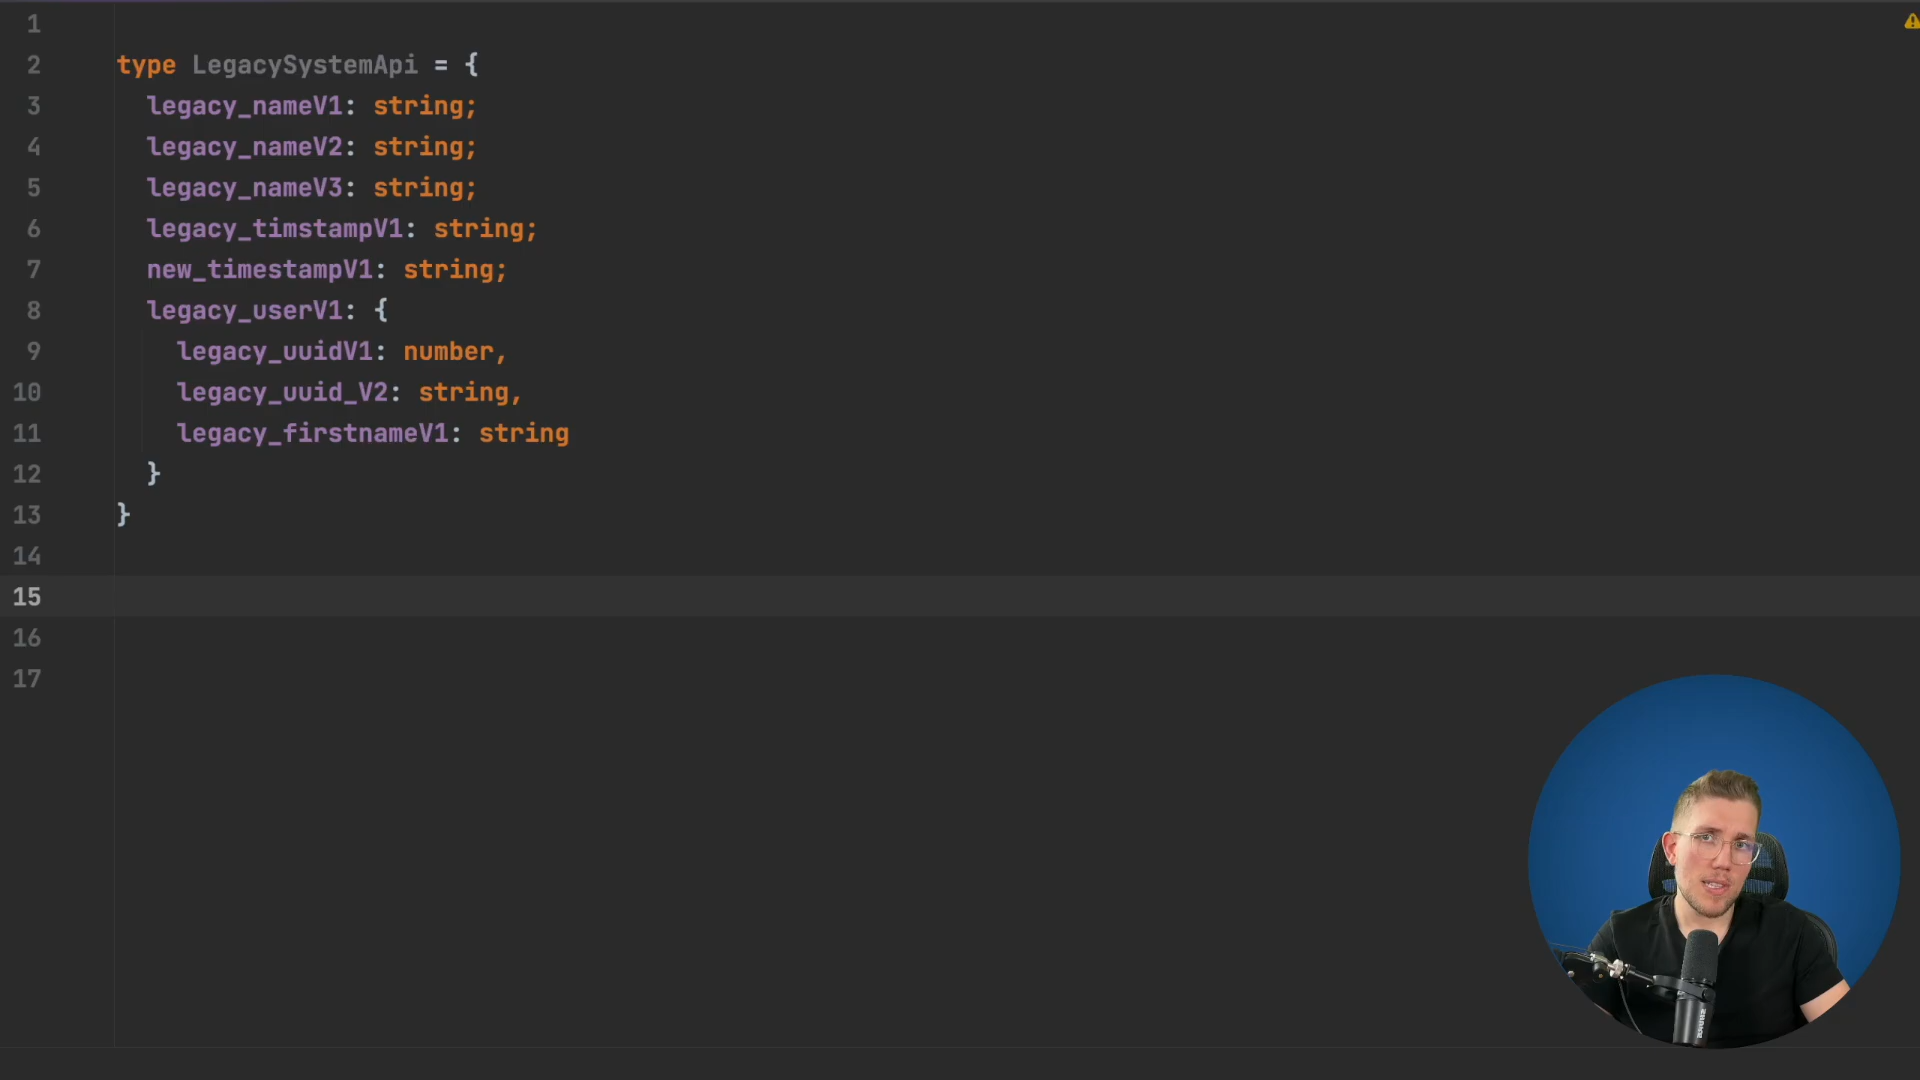 1
2 type LegacySystemApi = {
3 legacy_nameV1: string;
4 legacy_nameV2: string;
5 legacy_nameV3: string;
6 legacy_timstampV1: string;
7 new_timestampV1: string;
8 legacy_userV1: {
9 legacy_uuidV1: number,
10 legacy_uuid_V2: string,
11 legacy_firstnameV1: string
12 }
13 }
14
15
16
17